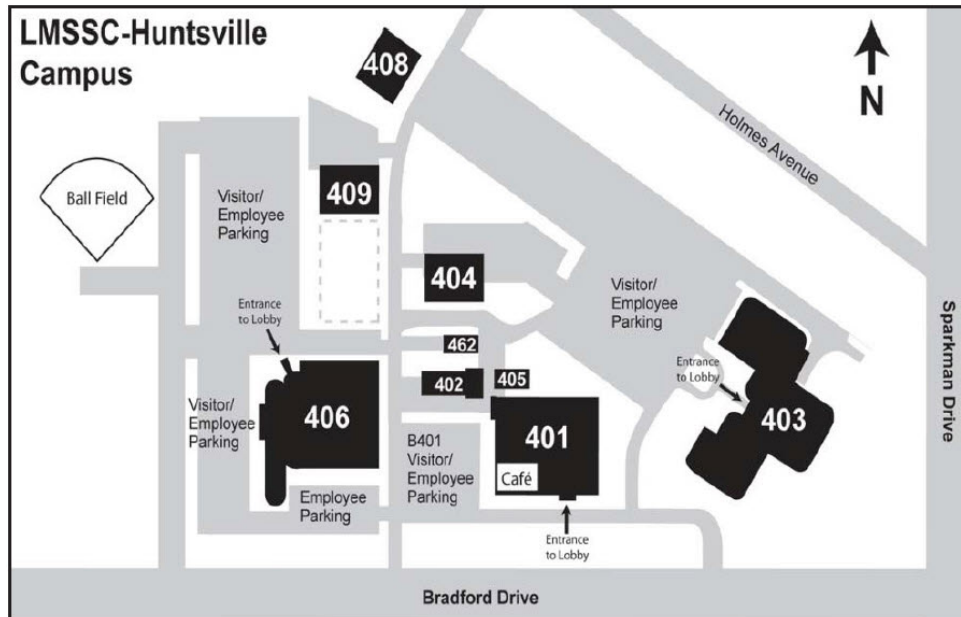 LMSSC-Huntsville
Campus
408
N
Holmes Avenue
Ball Field
409
Visitor/
Employee
Parking
404
Visitor/
Employee
Parking
Sparkman Drive
Entrance
to Lobby
462
402
405
Entrance
to Lobby
Visitor/
Employee
Parking
406
B401
Visitor/
Employee
Parking
401
Café
403
Employee
Parking
Entrance
to Lobby
Bradford Drive